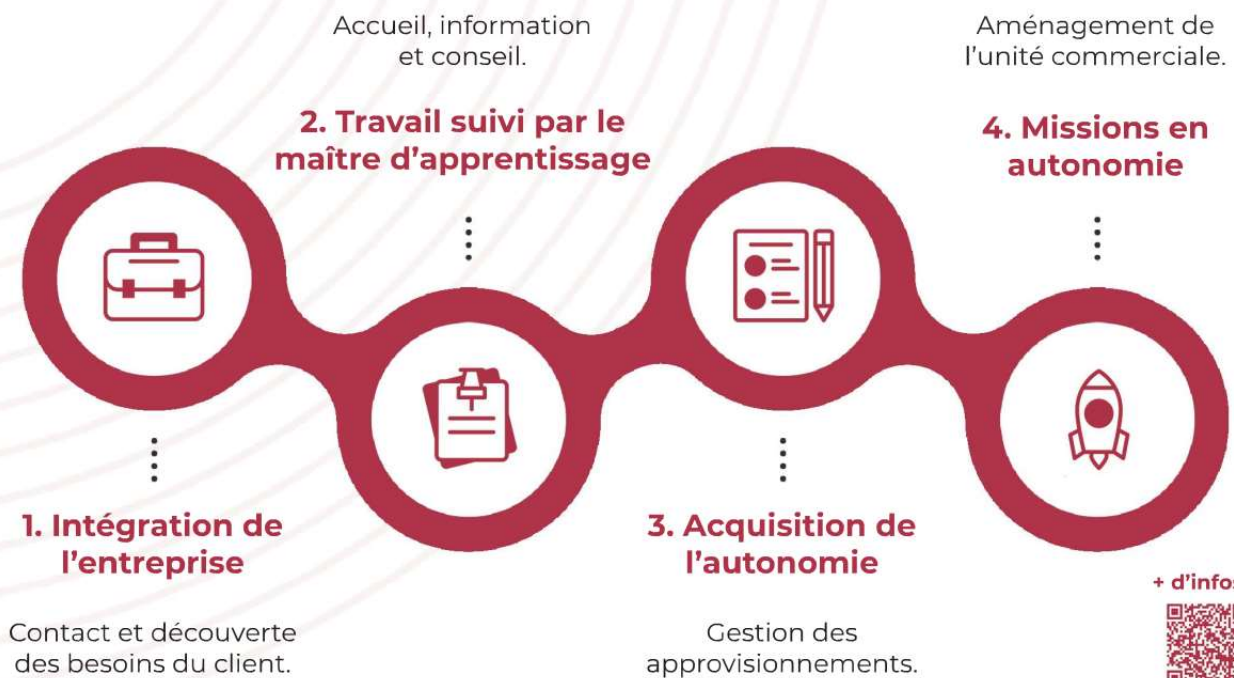 1. Intégration de
l'entreprise
Contact et découverte
des besoins du client.
Accueil, information
et conseil.
2. Travail suivi par le
maître d'apprentissage
3. Acquisition de
l'autonomie
Gestion des
approvisionnements.
Aménagement de
l'unité commerciale.
4. Missions en
autonomie
+ d'infos